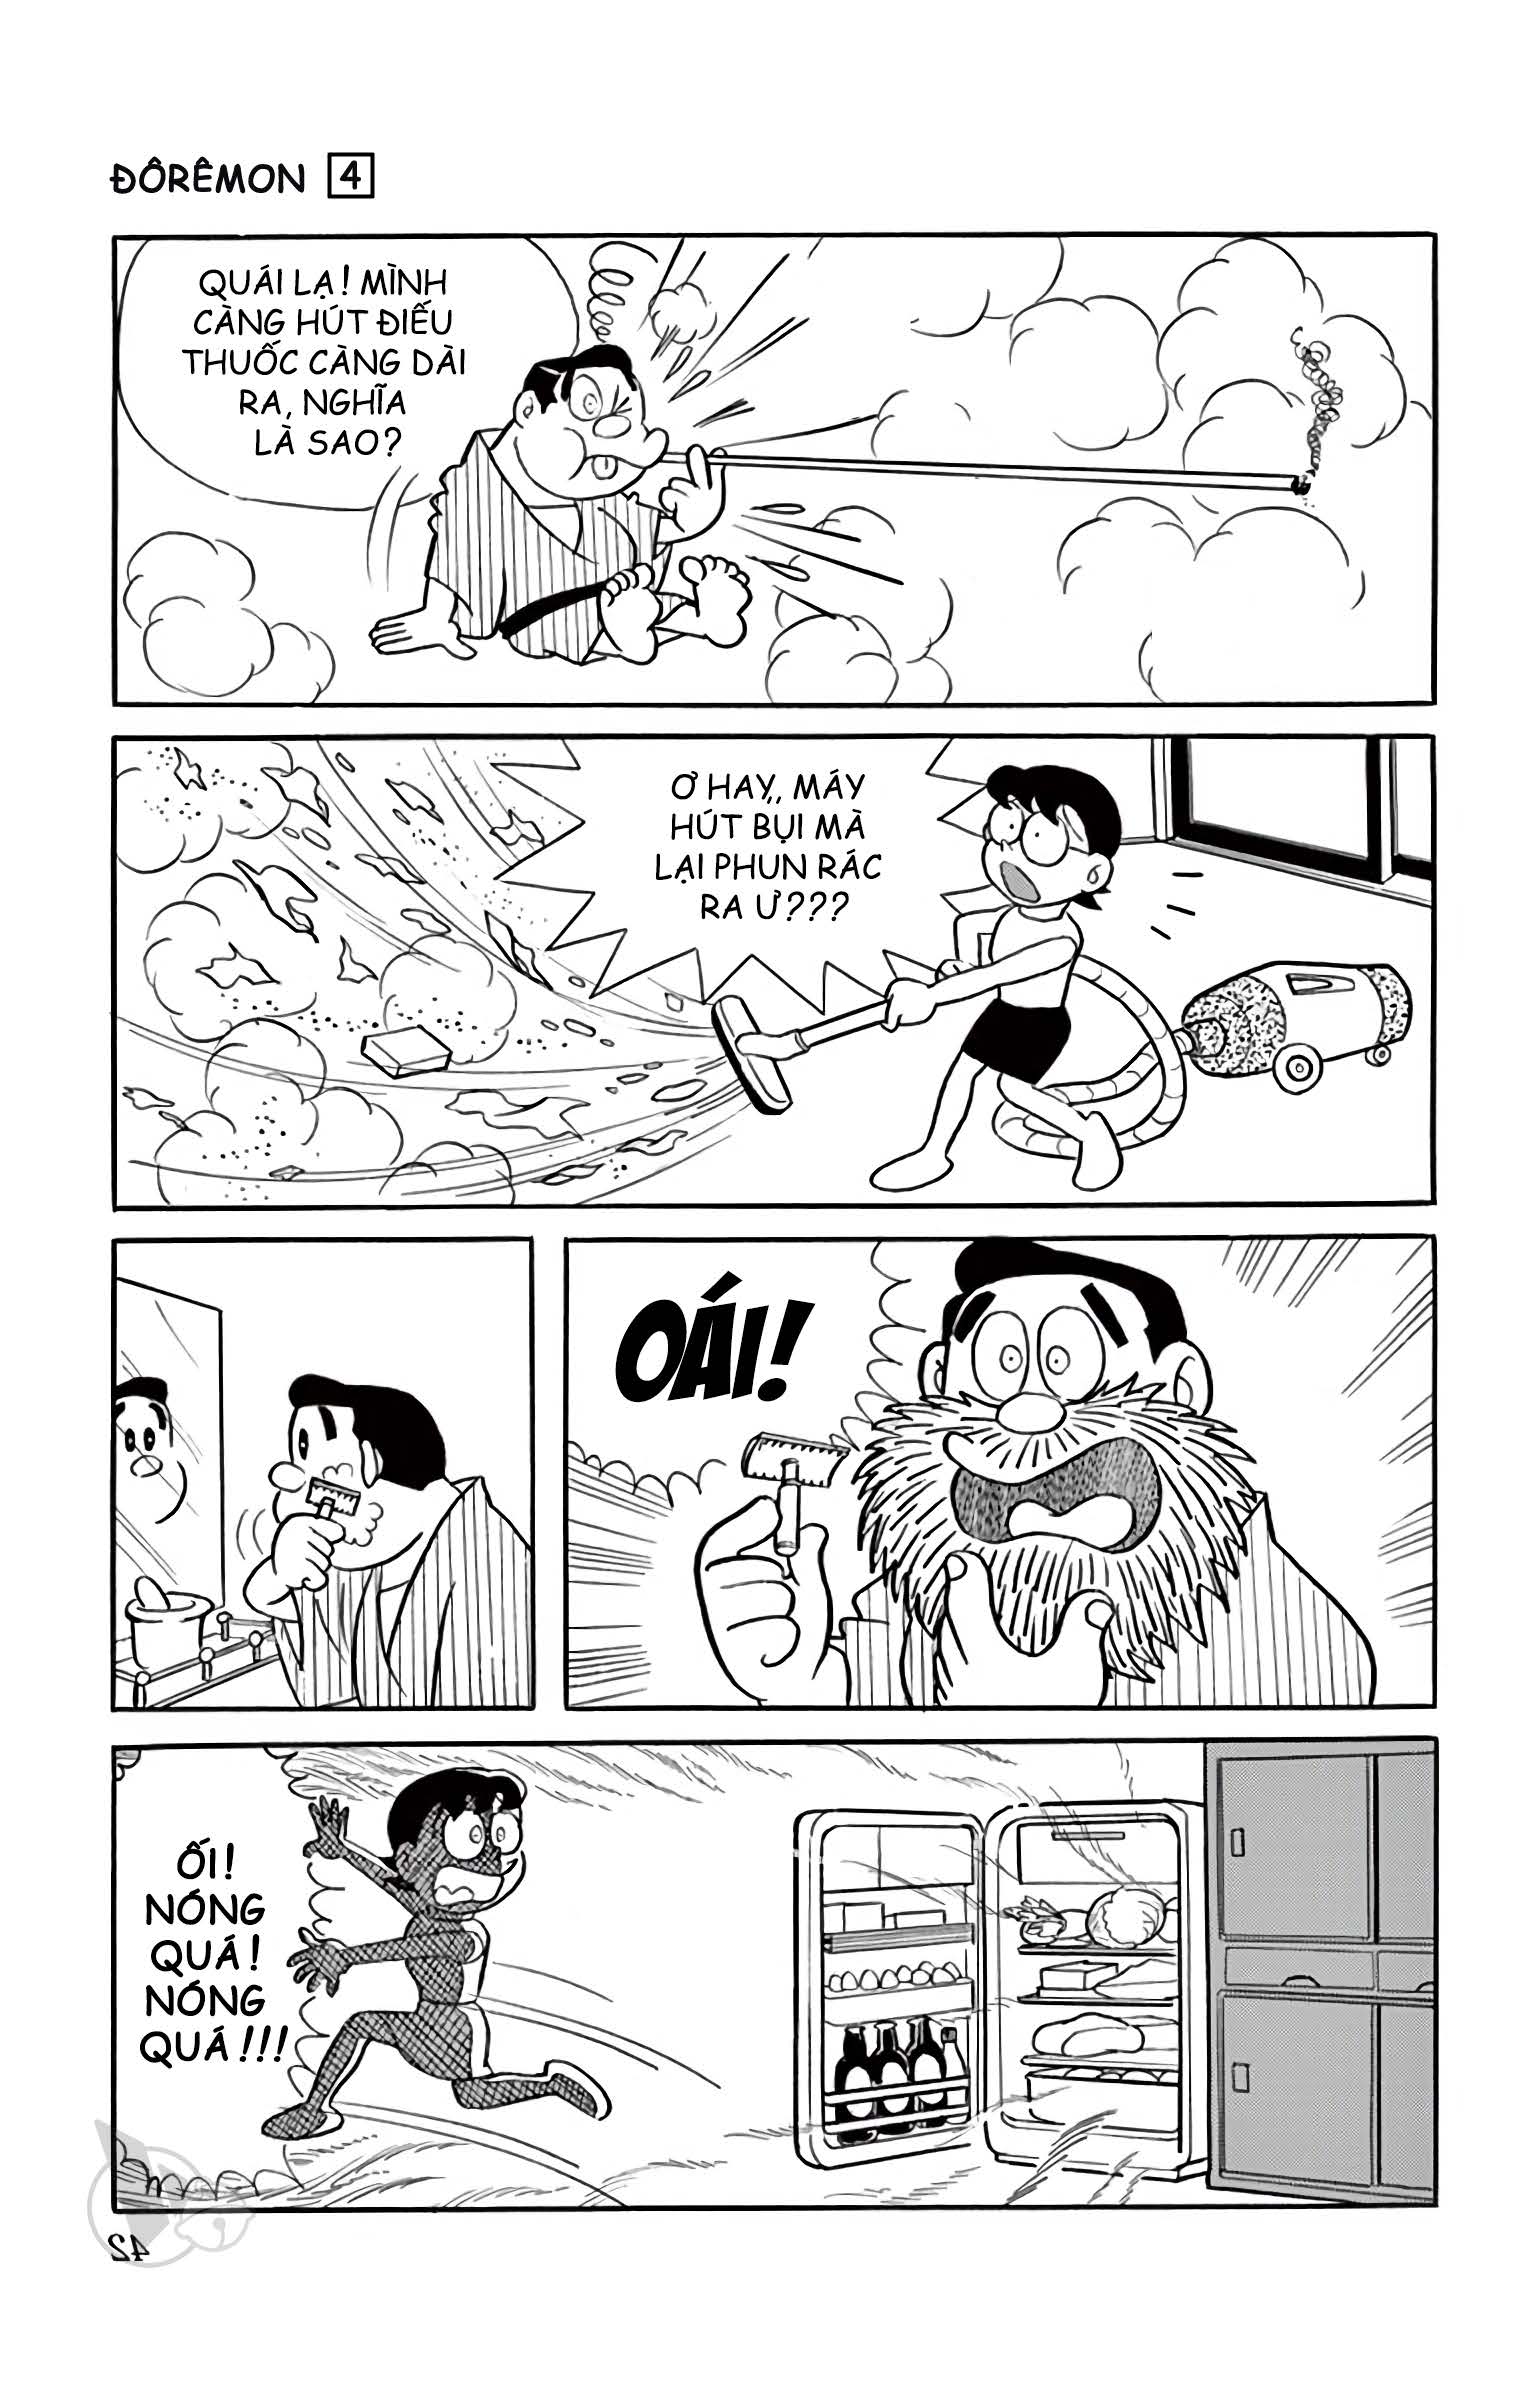 ĐÔRÊMON 4
QUÁI LẠ! MÌNH
CÀNG HÚT ĐIẾU
THUỐC CÀNG DÀI
RA, NGHĨA
LÀ SAO?
Ơ HAY,, MÁY
HÚT BỤI MÀ
LẠI PHUN RÁC
RA Ư???
OÁI!
ỐI!
NÓNG
QUÁ!
NÓNG
QUÁ!!!
42